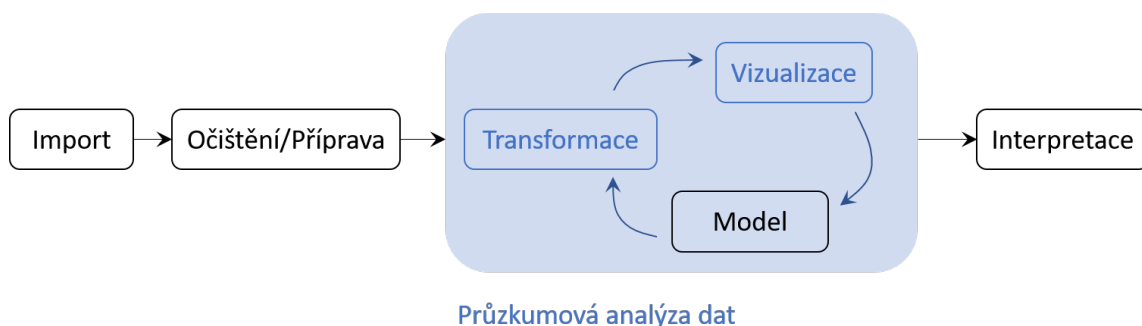 Import
Očištění/Příprava
Transformace
Vizualizace
Model
Interpretace
Průzkumová analýza dat